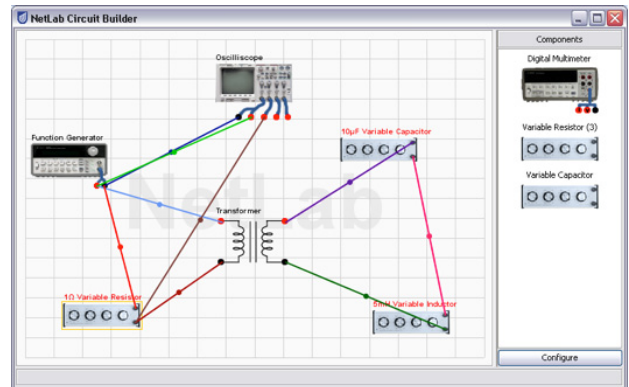 NetLab Circuit Builder
Oscilliscope
Function Generator
10µF Variable Capacitor
NetLab
Transformer
1Ω Variable Resistor
5mH Variable Inductor
Components
Digital Multimeter
Variable Resistor (3)
Variable Capacitor
Configure